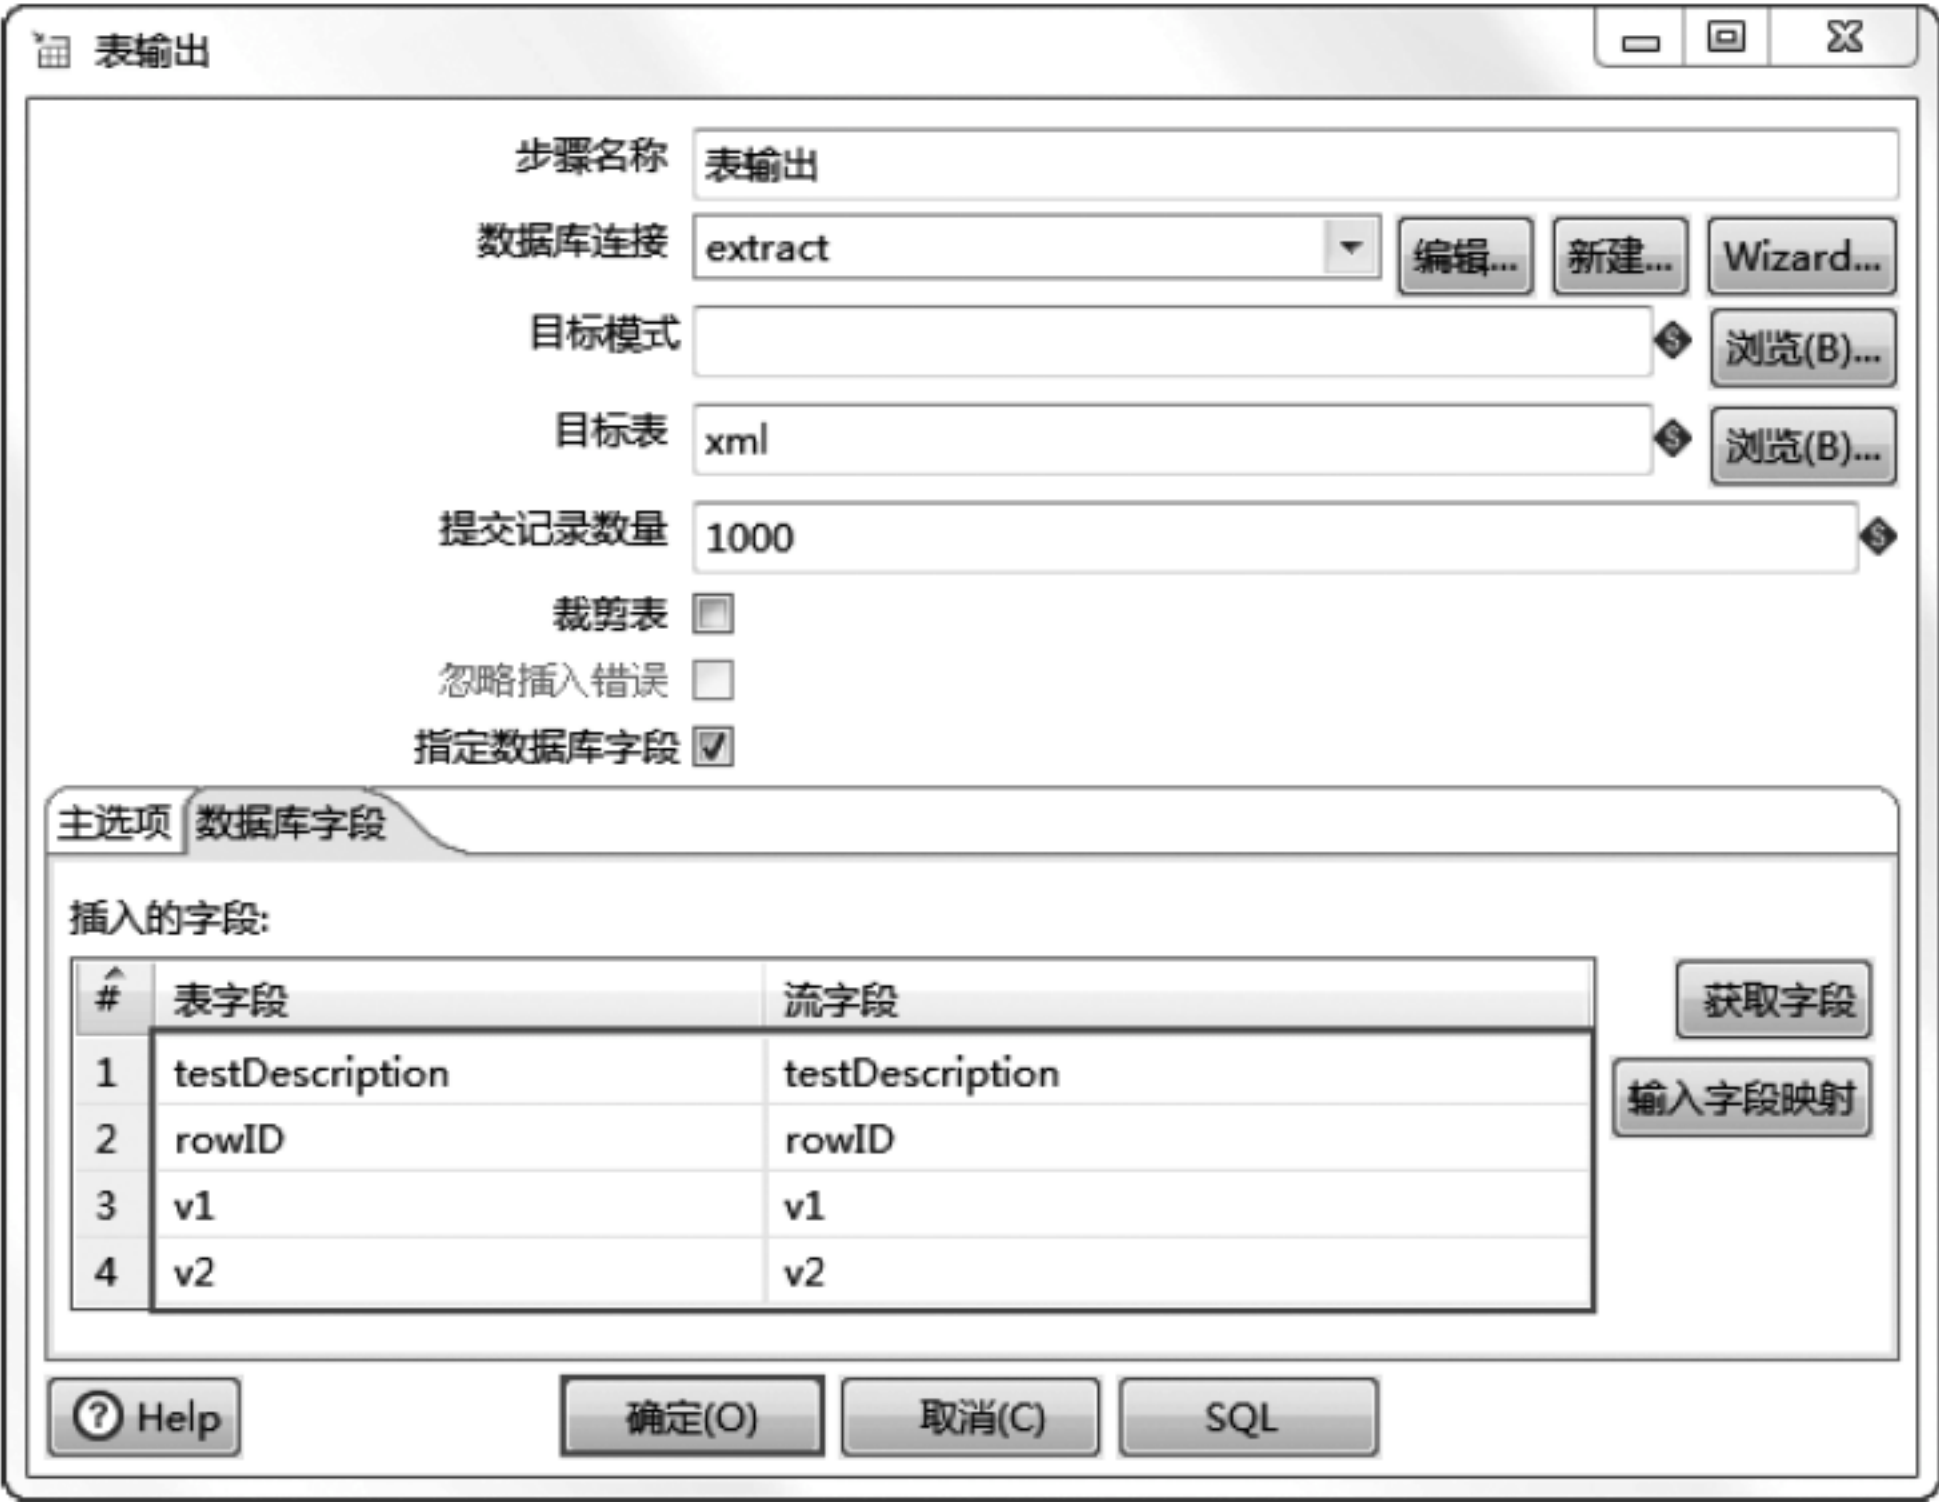 表输出
步骤名称 表输出
数据库连接 extract 编辑... 新建... Wizard...
目标模式 浏览(B)...
目标表 xml 浏览(B)...
提交记录数量 1000
裁剪表
忽略插入错误
指定数据库字段
主选项 数据库字段
插入的字段:
# 表字段 流字段 获取字段
1 testDescription testDescription
输入字段映射
2 rowID rowID
3 v1 v1
4 v2 v2
Help 确定(O) 取消(C) SQL